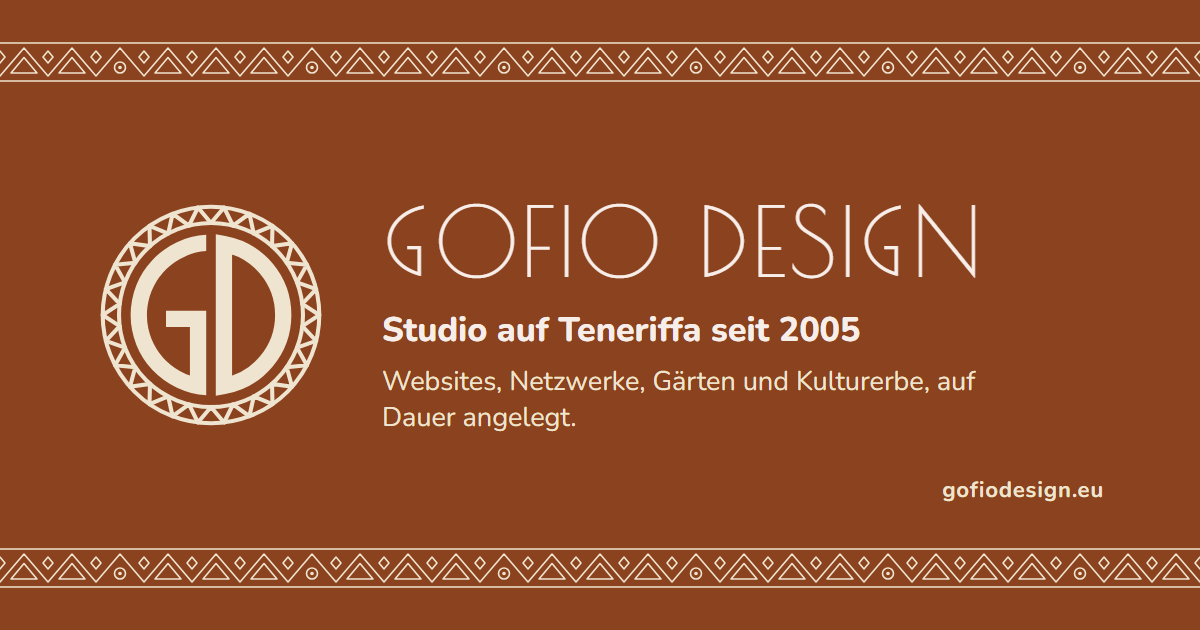 GD
GOFIO DESIGN
Studio auf Teneriffa seit 2005
Websites, Netzwerke, Gärten und Kulturerbe, auf
Dauer angelegt.
gofiodesign.eu